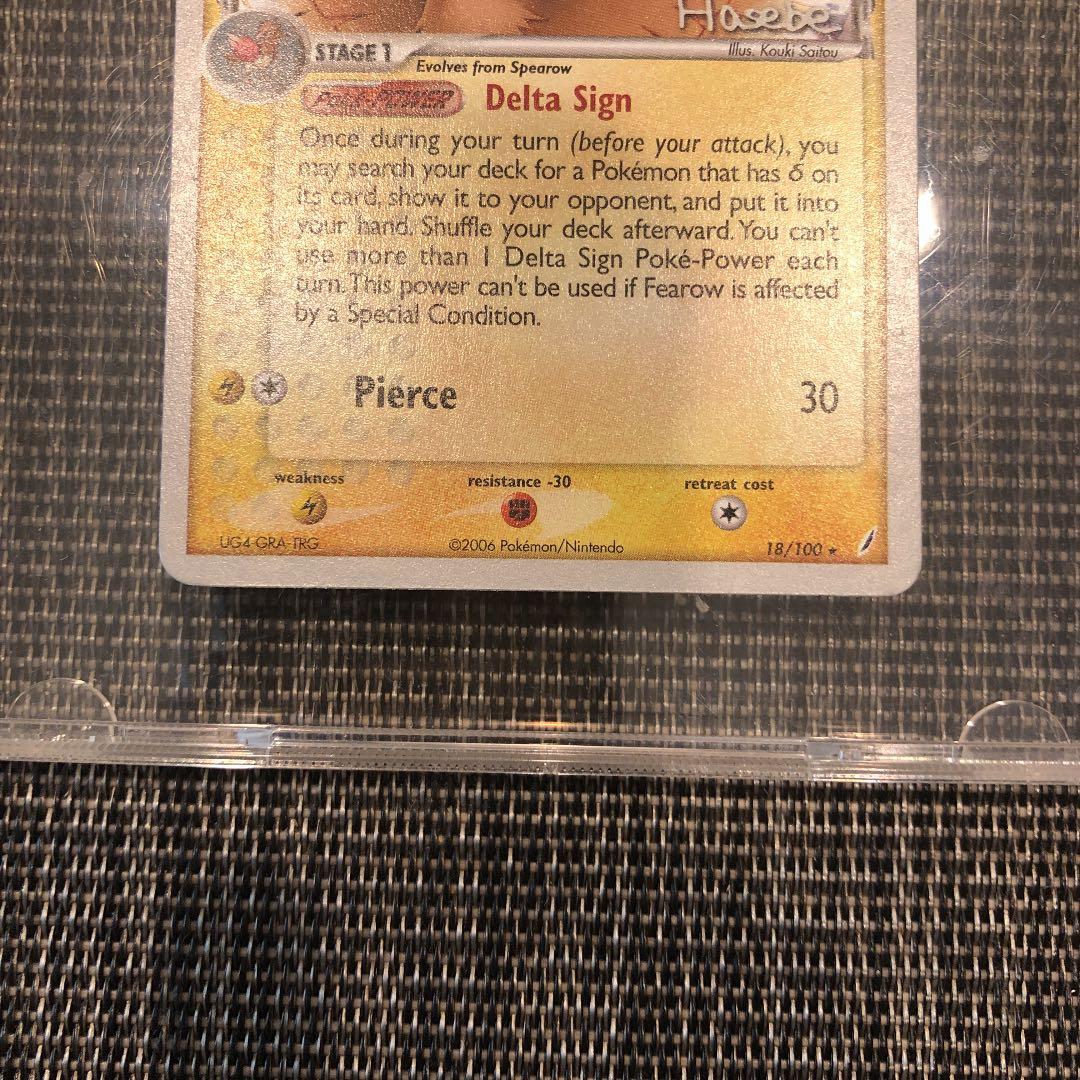 Hasebe
STAGE 1
Illus. Kouki Saitou
Evolves from Spearow
POKé-POWER Delta Sign
Once during your turn (before your attack), you
may search your deck for a Pokémon that has δ on
its card, show it to your opponent, and put it into
your hand. Shuffle your deck afterward. You can't
use more than 1 Delta Sign Poké-Power each
turn. This power can't be used if Fearow is affected
by a Special Condition.
Pierce 30
weakness resistance -30 retreat cost
UG4 GRA-TRG ©2006 Pokémon/Nintendo 18/100 ★